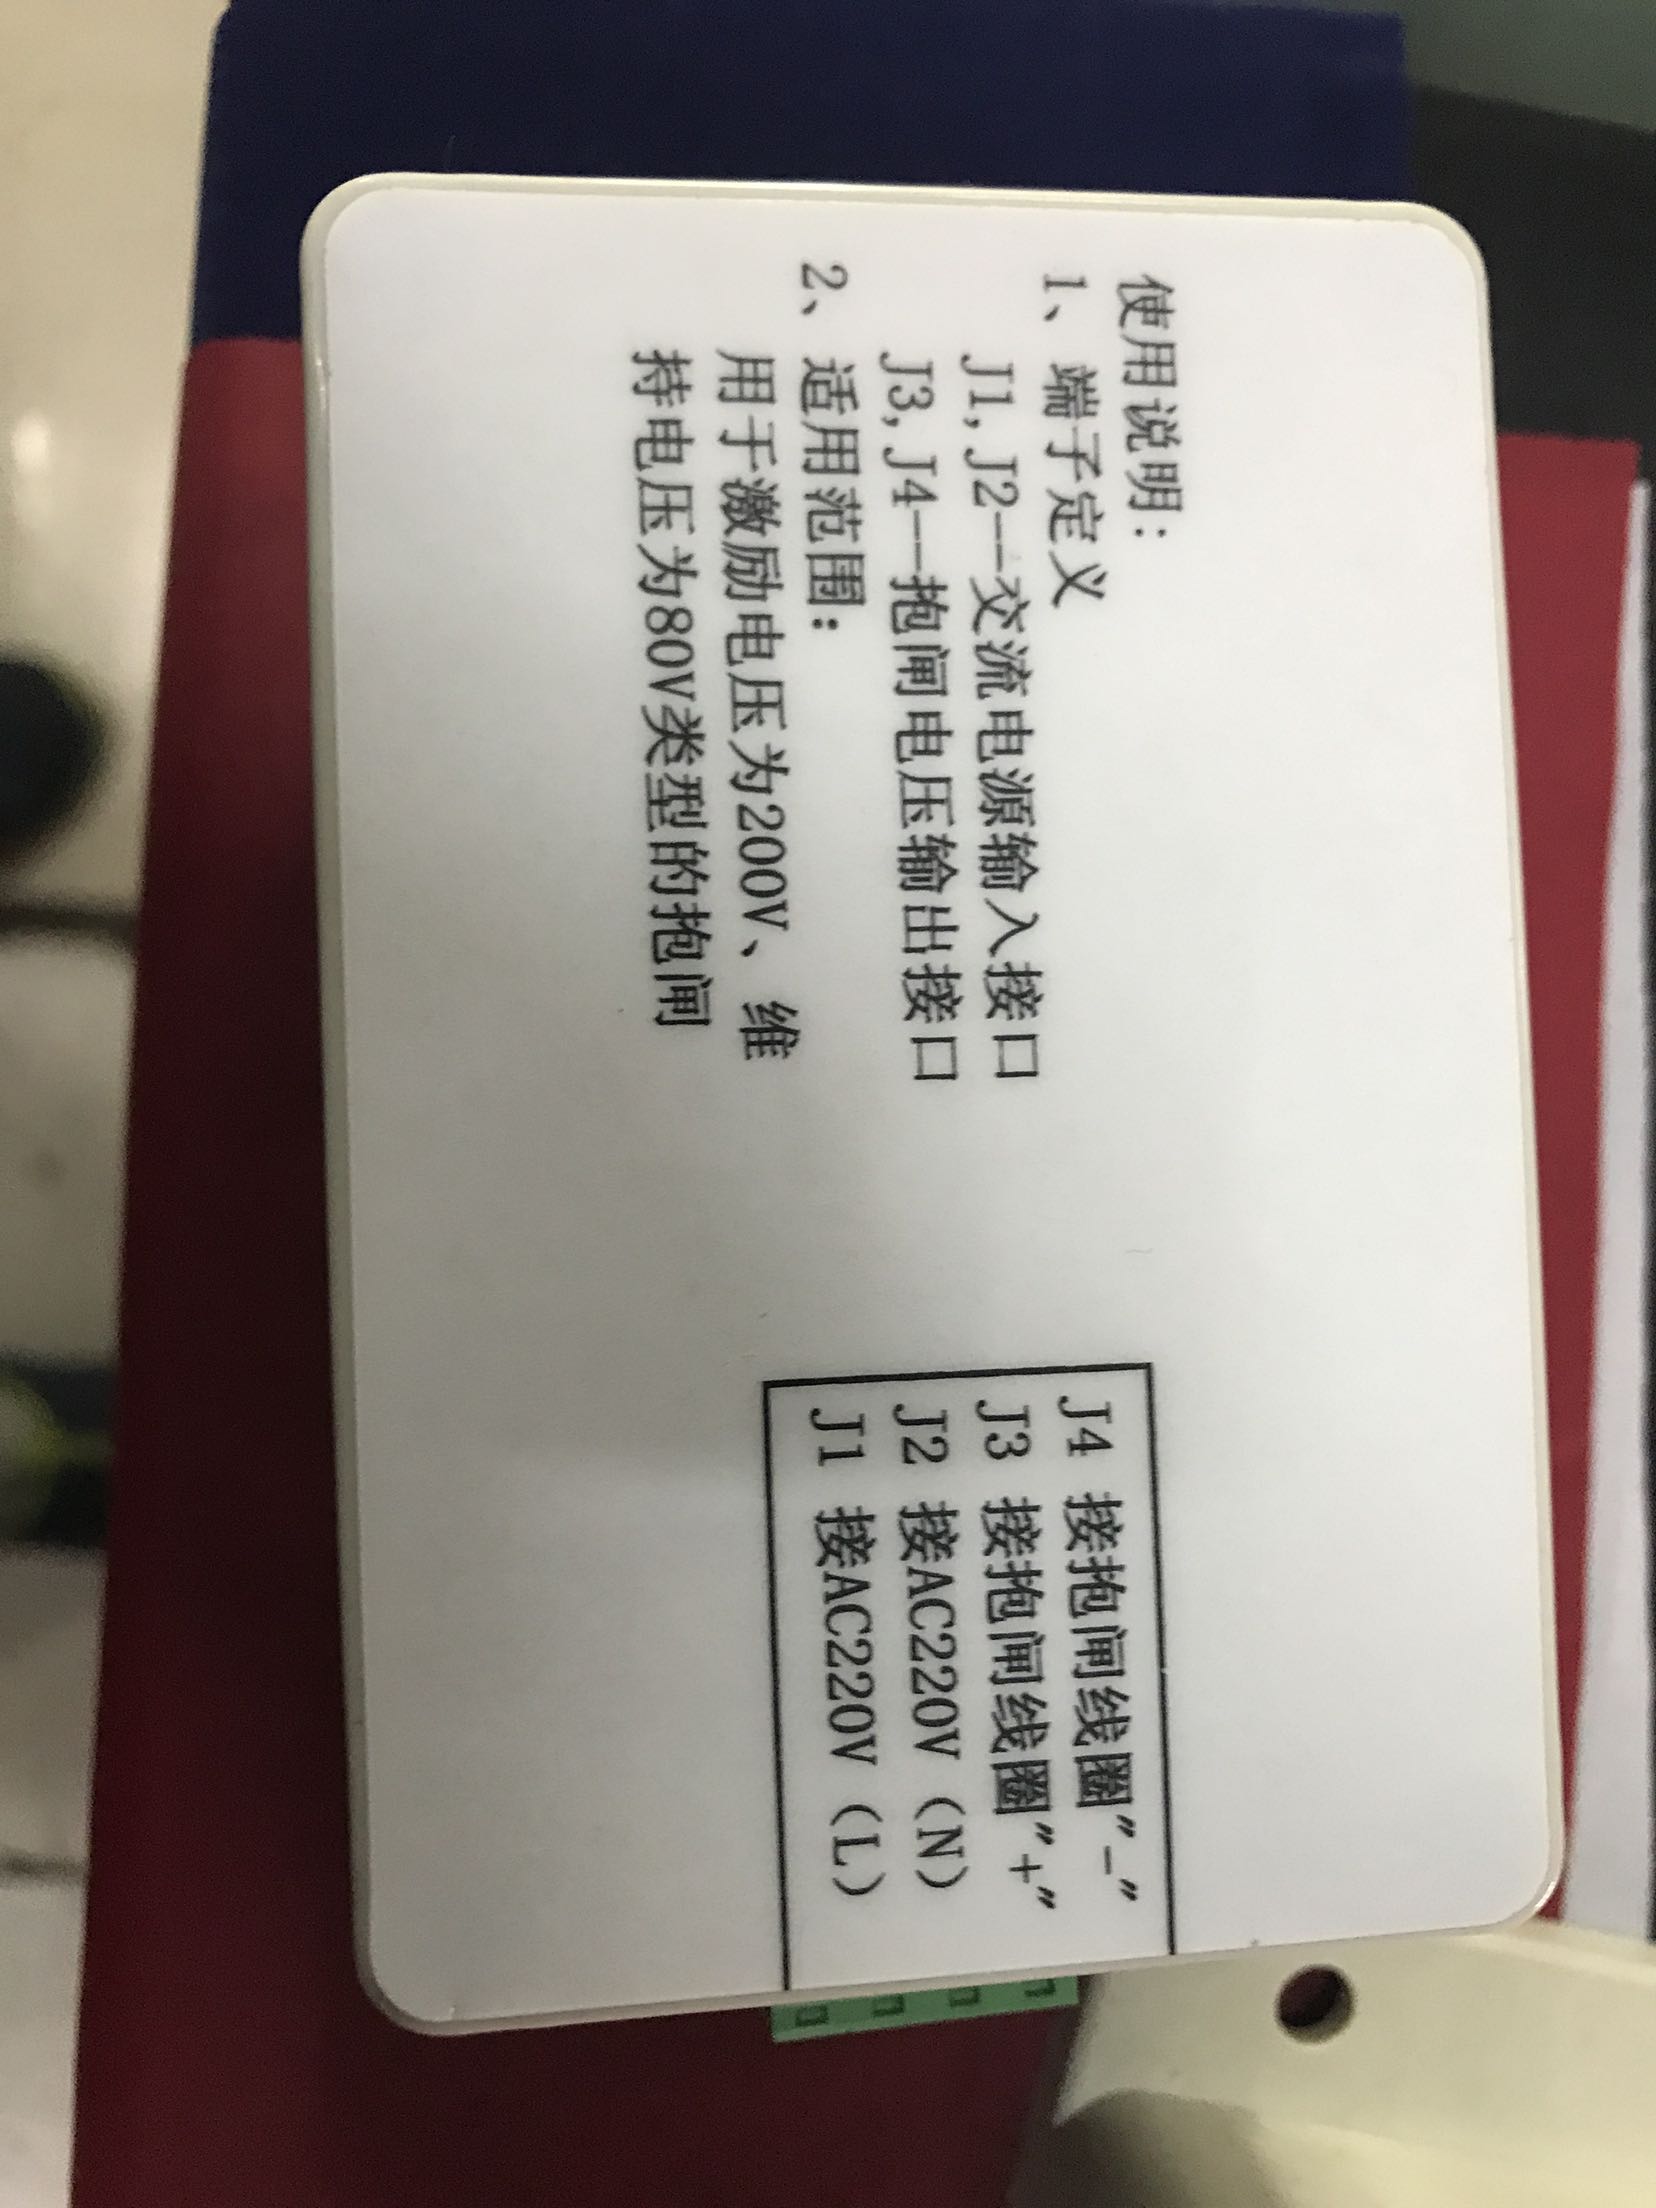 使用说明:
1、端子定义
J1,J2--交流电源输入接口
J3,J4--抱闸电压输出接口
2、适用范围:
用于激励电压为200V、维
持电压为80V类型的抱闸
J4 接抱闸线圈"-"
J3 接抱闸线圈"+"
J2 接AC220V(N)
J1 接AC220V(L)